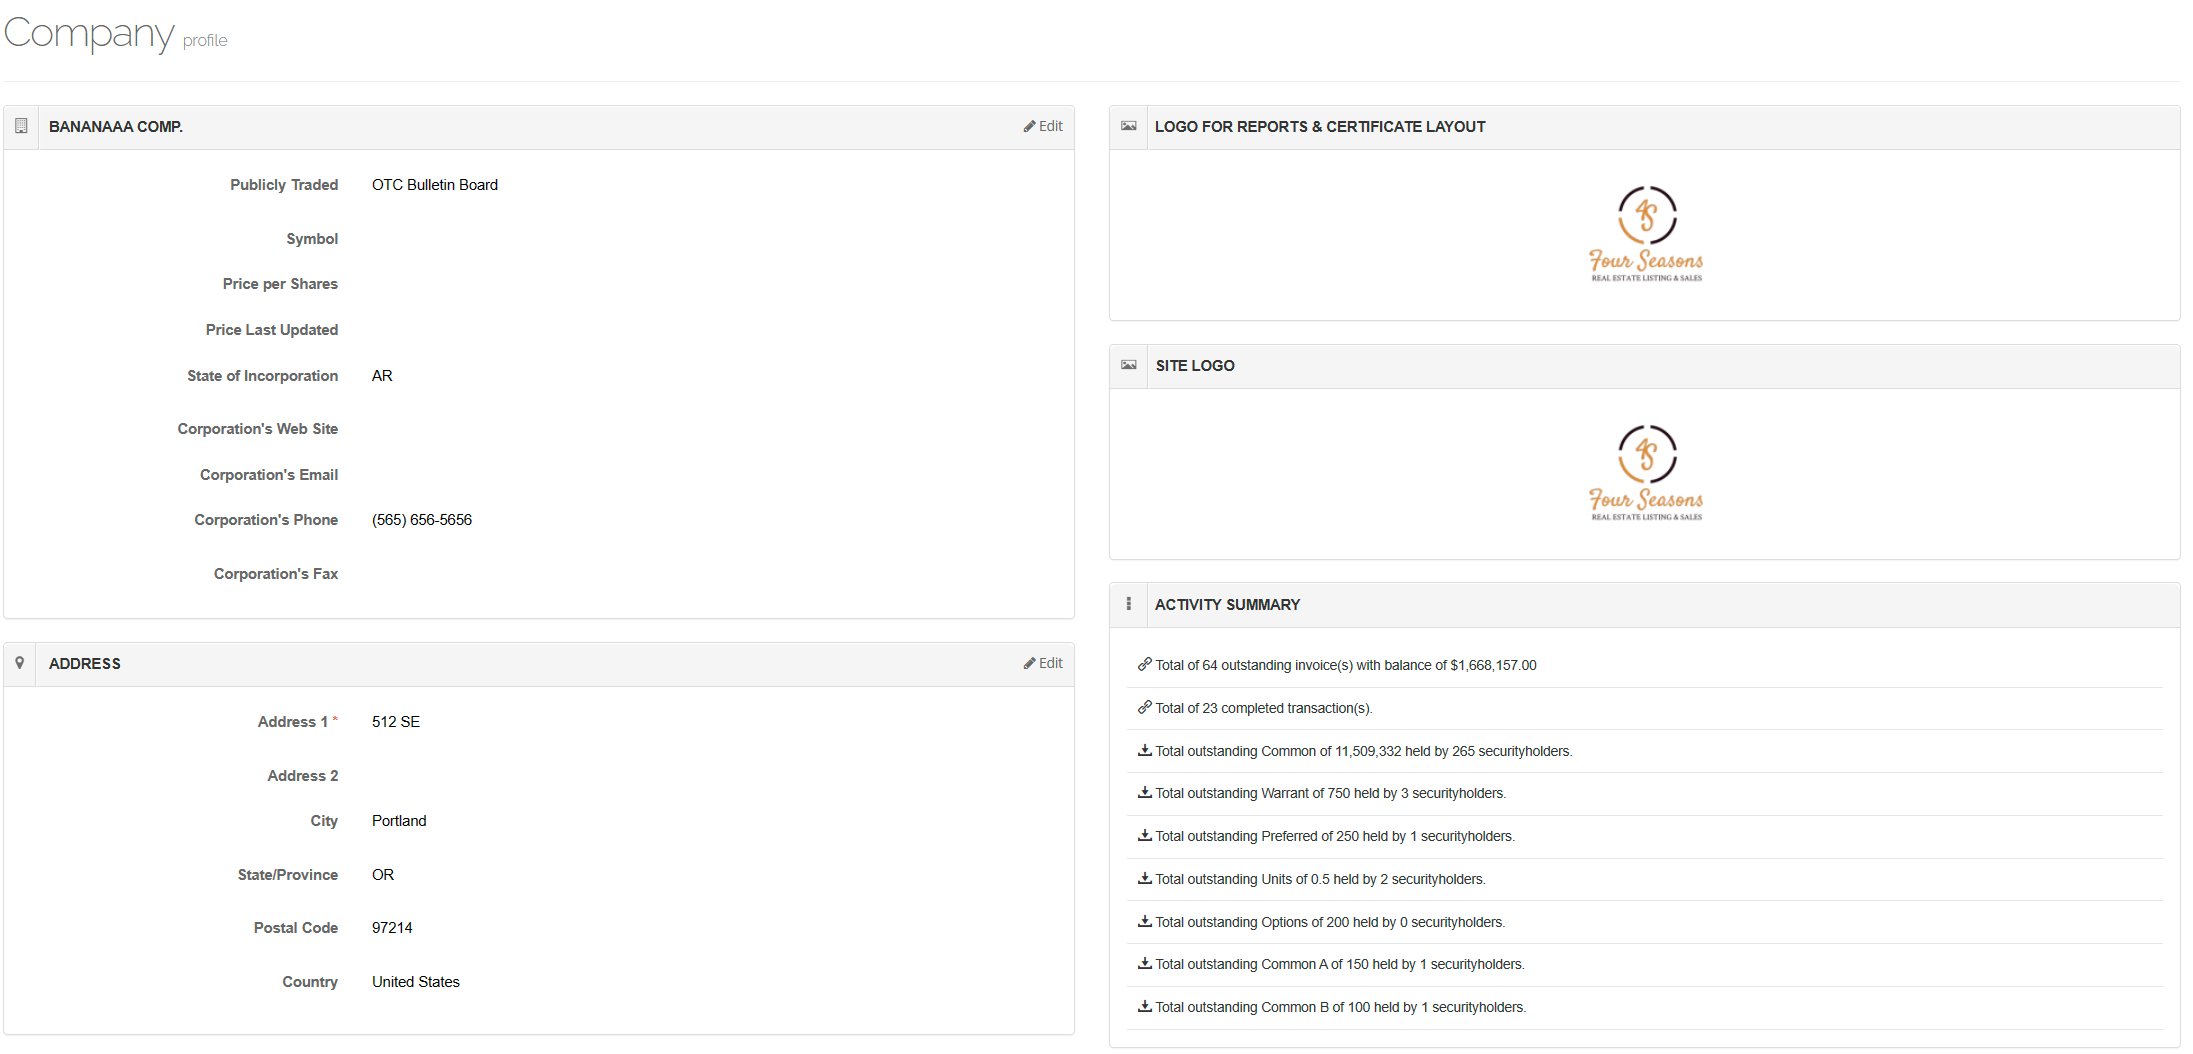 Company profile
BANANAAA COMP.
Edit
Publicly Traded OTC Bulletin Board
Symbol
Price per Shares
Price Last Updated
State of Incorporation AR
Corporation's Web Site
Corporation's Email
Corporation's Phone (565) 656-5656
Corporation's Fax
ADDRESS
Edit
Address 1 * 512 SE
Address 2
City Portland
State/Province OR
Postal Code 97214
Country United States
LOGO FOR REPORTS & CERTIFICATE LAYOUT
4S
Four Seasons
REAL ESTATE LISTING & SALES
SITE LOGO
4S
Four Seasons
REAL ESTATE LISTING & SALES
ACTIVITY SUMMARY
Total of 64 outstanding invoice(s) with balance of $1,668,157.00
Total of 23 completed transaction(s).
Total outstanding Common of 11,509,332 held by 265 securityholders.
Total outstanding Warrant of 750 held by 3 securityholders.
Total outstanding Preferred of 250 held by 1 securityholders.
Total outstanding Units of 0.5 held by 2 securityholders.
Total outstanding Options of 200 held by 0 securityholders.
Total outstanding Common A of 150 held by 1 securityholders.
Total outstanding Common B of 100 held by 1 securityholders.